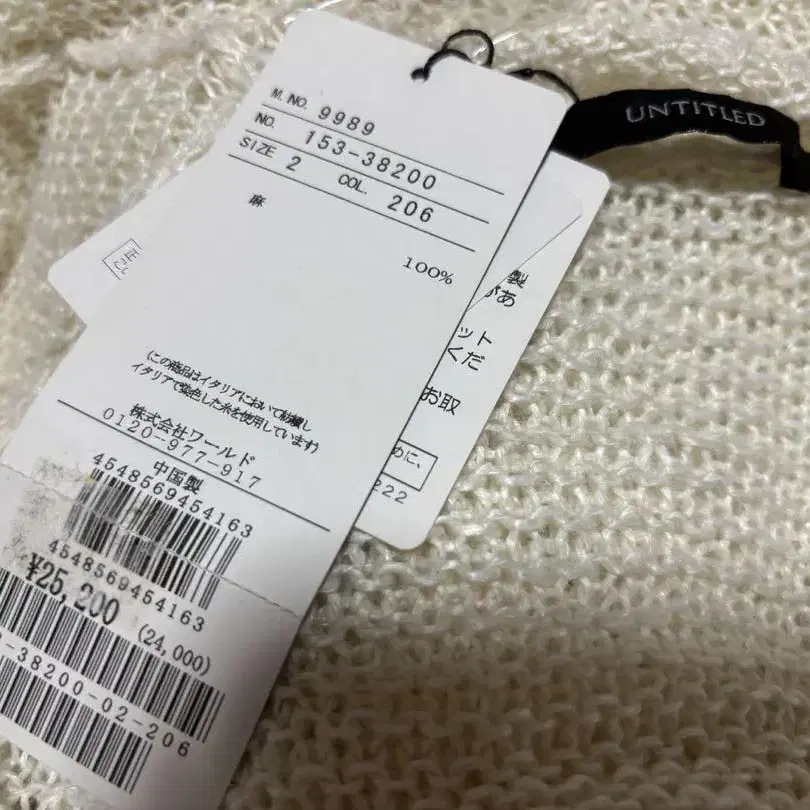 M. NO. 9989
NO. 153-38200
SIZE 2 COL. 206
麻
100%
(この商品はイタリアにおいて紡績し
イタリアで染色した糸を使用しています)
株式会社ワールド
0120-977-917
中国製
4548569454163
4548569454163
¥25,200
(24,000)
-38200-02-206
UNTITLED
製
があ
ット
くだ
お取
めに、
222